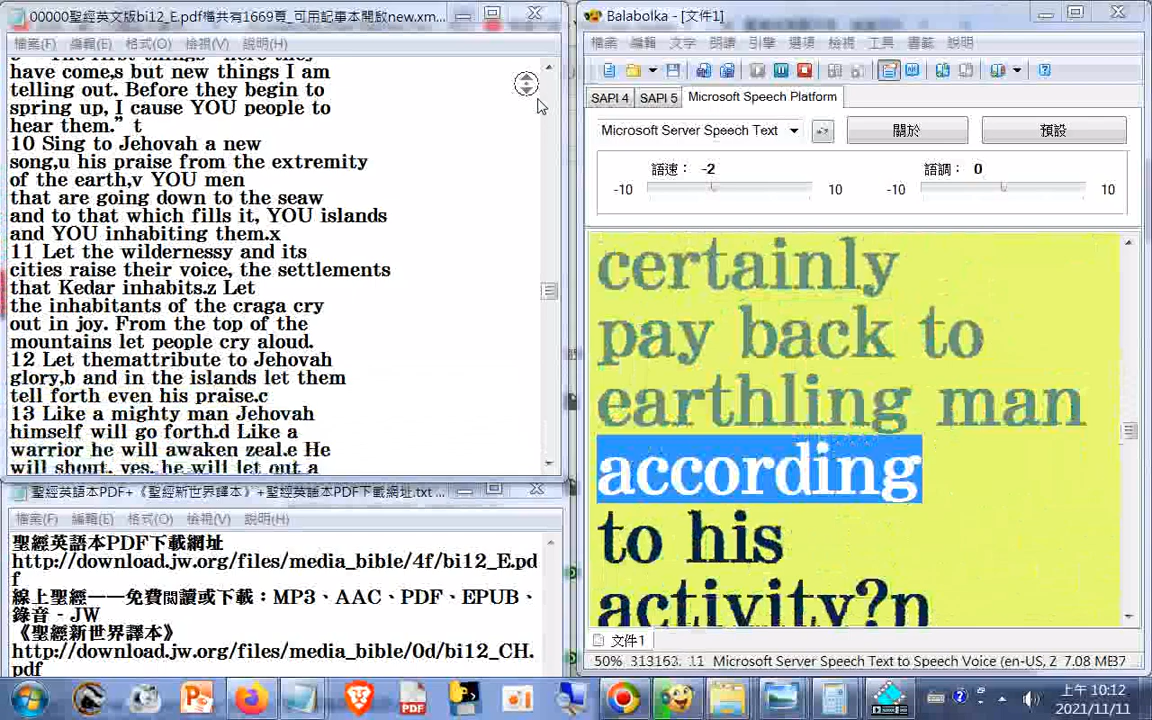 00000聖經英文版bi12_E.pdf檔共有1669頁_可用記事本開啟new.xm...
檔案(F) 編輯(E) 格式(O) 檢視(V) 說明(H)
have come,s but new things I am
telling out. Before they begin to
spring up, I cause YOU people to
hear them.” t
10 Sing to Jehovah a new
song,u his praise from the extremity
of the earth,v YOU men
that are going down to the seaw
and to that which fills it, YOU islands
and YOU inhabiting them.x
11 Let the wildernessy and its
cities raise their voice, the settlements
that Kedar inhabits.z Let
the inhabitants of the craga cry
out in joy. From the top of the
mountains let people cry aloud.
12 Let themattribute to Jehovah
glory,b and in the islands let them
tell forth even his praise.c
13 Like a mighty man Jehovah
himself will go forth.d Like a
warrior he will awaken zeal.e He
will shout, yes, he will let out a
聖經英語本PDF+《聖經新世界譯本》+聖經英語本PDF下載網址.txt ...
檔案(F) 編輯(E) 格式(O) 檢視(V) 說明(H)
聖經英語本PDF下載網址
http://download.jw.org/files/media_bible/4f/bi12_E.pd
f
線上聖經——免費閱讀或下載：MP3、AAC、PDF、EPUB、
錄音 - JW
《聖經新世界譯本》
http://download.jw.org/files/media_bible/0d/bi12_CH.
pdf
Balabolka - [文件1]
檔案 編輯 文字 朗讀 引擎 選項 檢視 工具 書籤 說明
SAPI 4 SAPI 5 Microsoft Speech Platform
Microsoft Server Speech Text 關於 預設
語速： -2 語調： 0
-10 10 -10 10
certainly
pay back to
earthling man
according
to his
activity?n
文件1
50% Microsoft Server Speech Text to Speech Voice (en-US, Z 7.08 MB
上午 10:12
2021/11/11